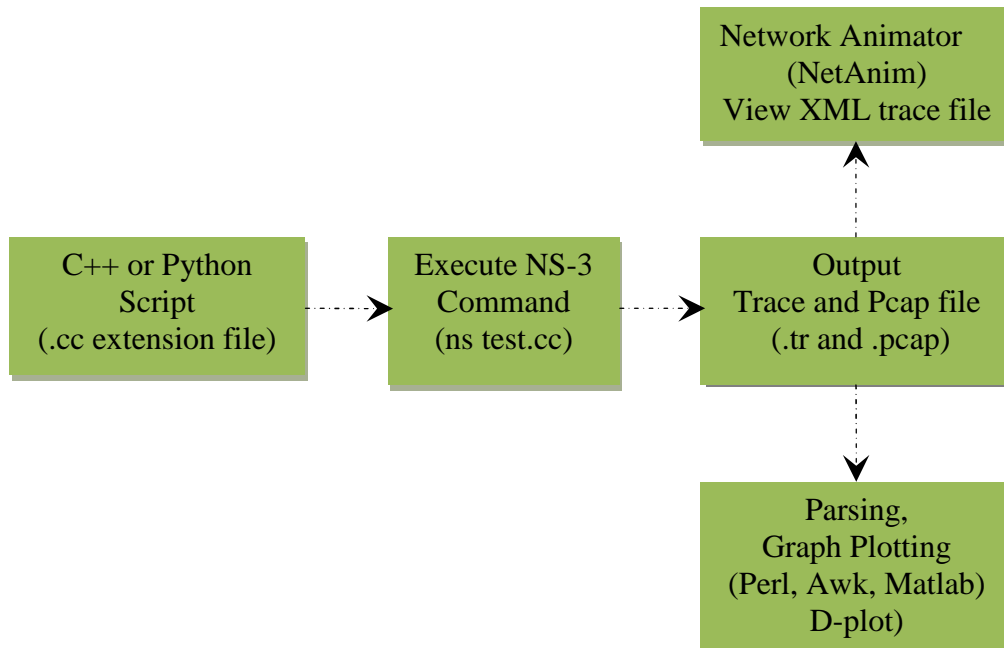 Network Animator
(NetAnim)
View XML trace file
C++ or Python
Script
(.cc extension file)
Execute NS-3
Command
(ns test.cc)
Output
Trace and Pcap file
(.tr and .pcap)
Parsing,
Graph Plotting
(Perl, Awk, Matlab)
D-plot)